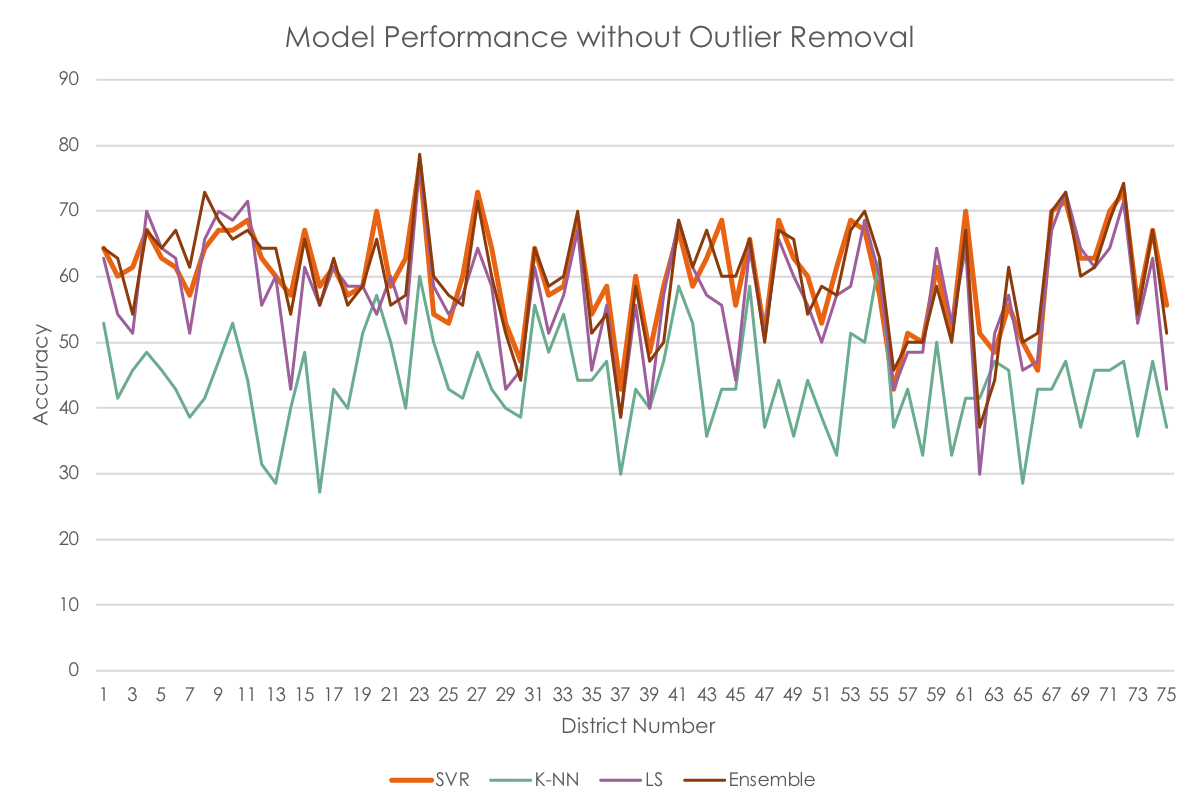 Model Performance without Outlier Removal
90
80
70
60
50
40
30
20
10
0
Accuracy
1 3 5 7 9 11 13 15 17 19 21 23 25 27 29 31 33 35 37 39 41 43 45 47 49 51 53 55 57 59 61 63 65 67 69 71 73 75
District Number
SVR K-NN LS Ensemble